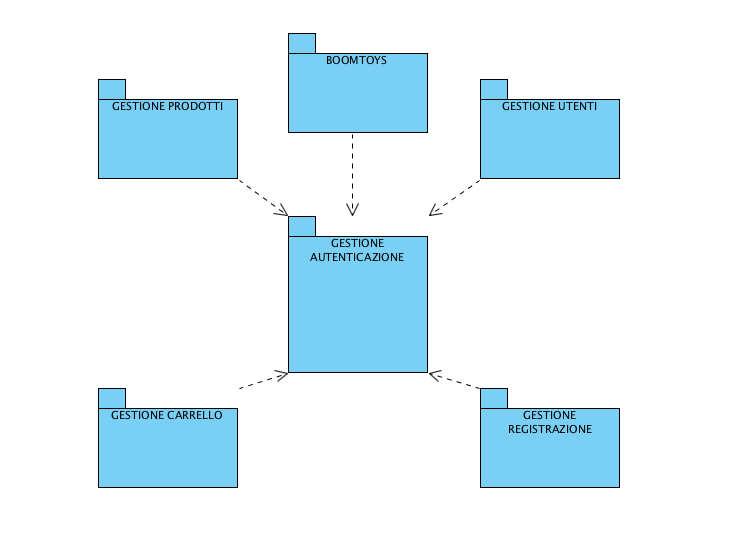 BOOMTOYS
GESTIONE PRODOTTI
GESTIONE UTENTI
GESTIONE
AUTENTICAZIONE
GESTIONE CARRELLO
GESTIONE
REGISTRAZIONE